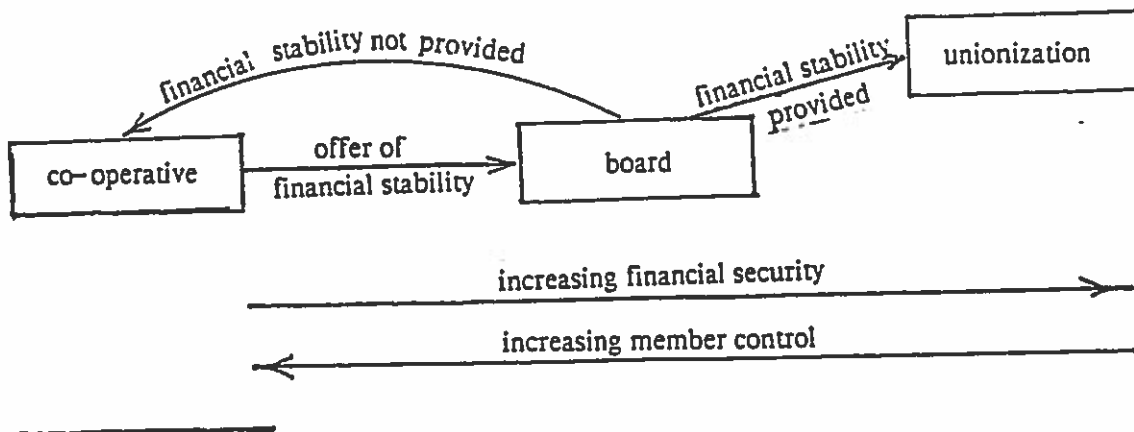 financial stability not provided
financial stability
provided
unionization
co-operative
offer of
financial stability
board
increasing financial security
increasing member control